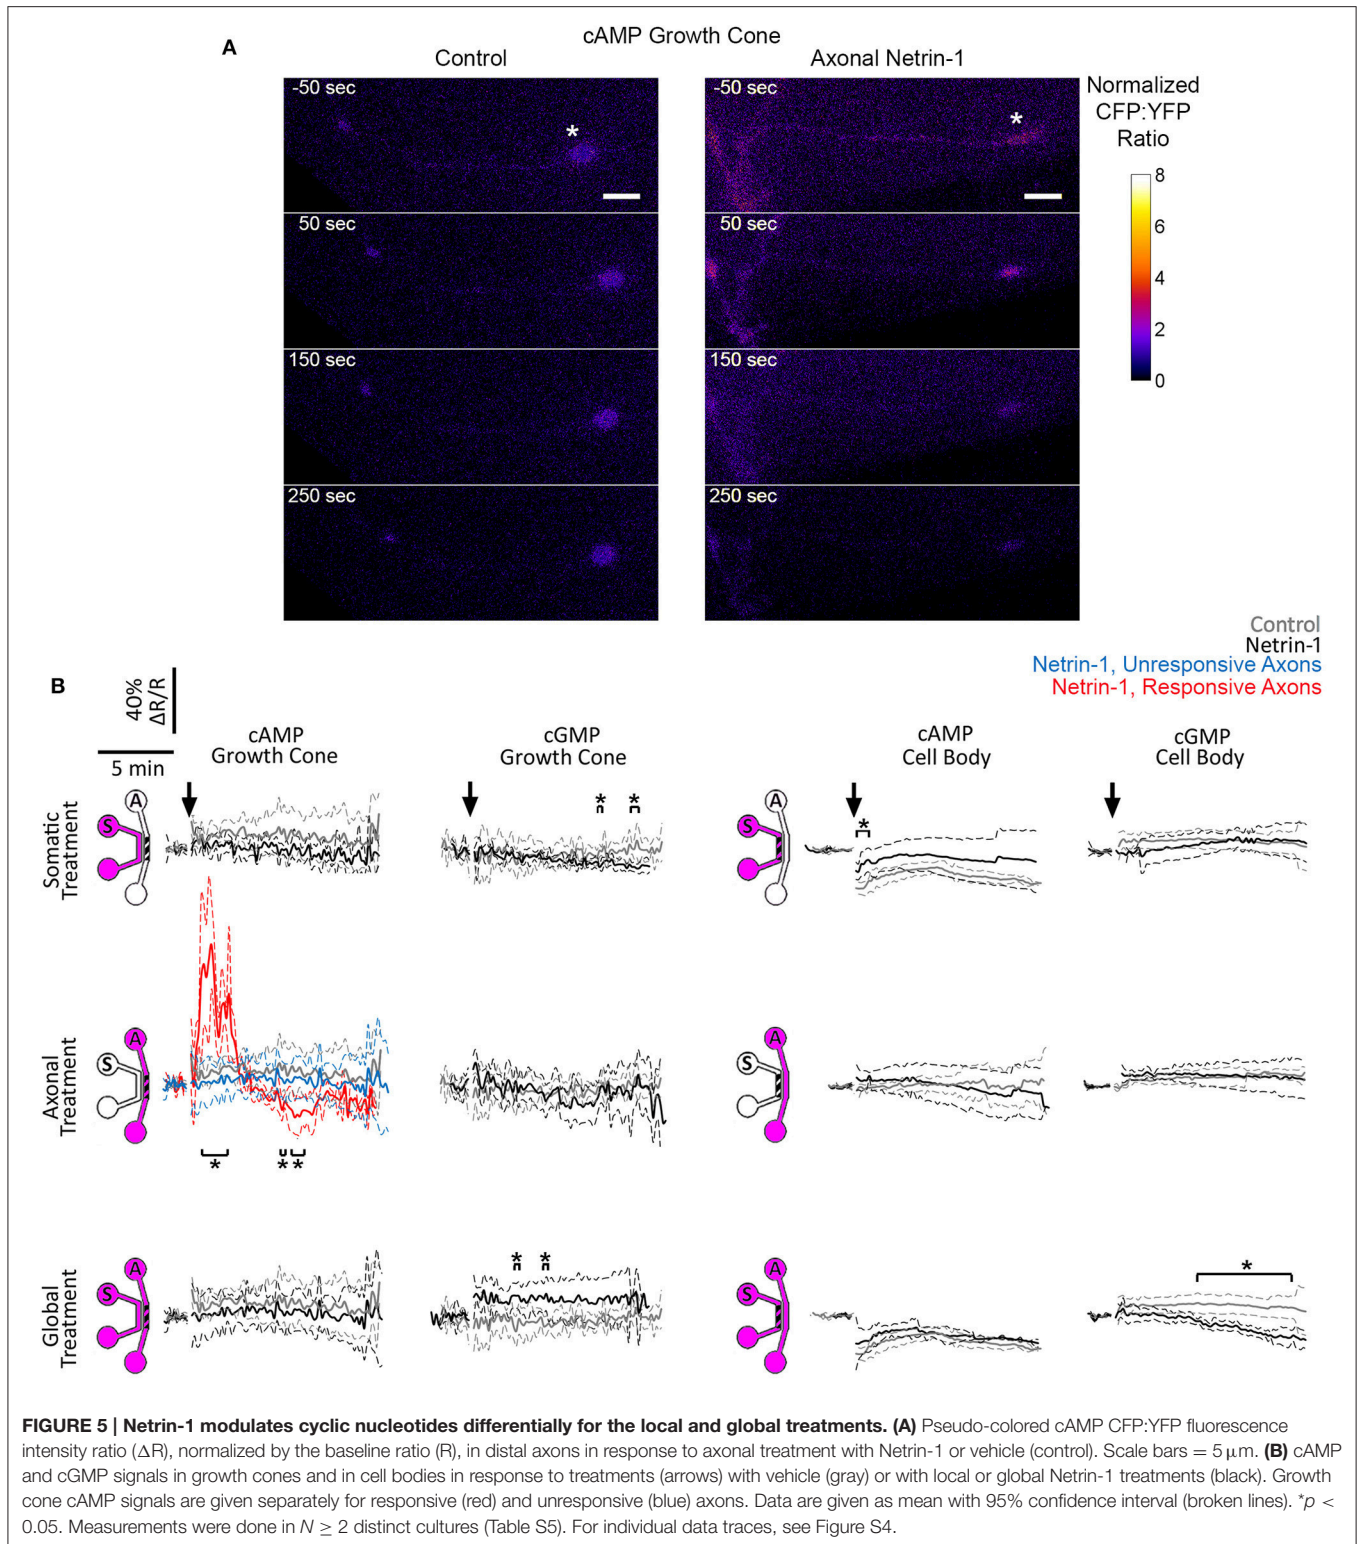 A
cAMP Growth Cone
Control
Axonal Netrin-1
-50 sec
*
-50 sec
*
Normalized
CFP:YFP
Ratio
8
6
4
2
0
50 sec
50 sec
150 sec
150 sec
250 sec
250 sec
Control
Netrin-1
Netrin-1, Unresponsive Axons
Netrin-1, Responsive Axons
B
40%
ΔR/R
5 min
cAMP
Growth Cone
cGMP
Growth Cone
cAMP
Cell Body
cGMP
Cell Body
Somatic
Treatment
A
S
* *
A
S
*
Axonal
Treatment
A
S
* * *
A
S
Global
Treatment
A
S
* *
A
S
*
FIGURE 5 | Netrin-1 modulates cyclic nucleotides differentially for the local and global treatments. (A) Pseudo-colored cAMP CFP:YFP fluorescence
intensity ratio (ΔR), normalized by the baseline ratio (R), in distal axons in response to axonal treatment with Netrin-1 or vehicle (control). Scale bars = 5 μm. (B) cAMP
and cGMP signals in growth cones and in cell bodies in response to treatments (arrows) with vehicle (gray) or with local or global Netrin-1 treatments (black). Growth
cone cAMP signals are given separately for responsive (red) and unresponsive (blue) axons. Data are given as mean with 95% confidence interval (broken lines). *p <
0.05. Measurements were done in N ≥ 2 distinct cultures (Table S5). For individual data traces, see Figure S4.